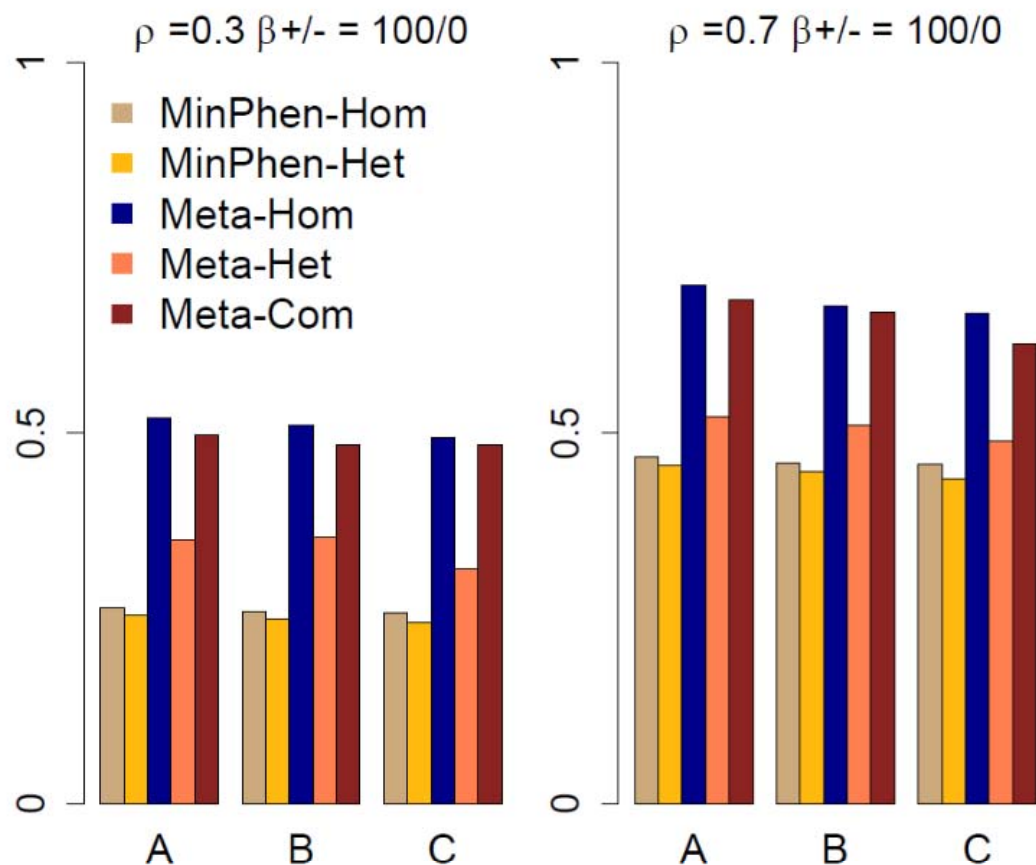 ρ =0.3 β+/- = 100/0
1
0.5
0
MinPhen-Hom
MinPhen-Het
Meta-Hom
Meta-Het
Meta-Com
A B C
ρ =0.7 β+/- = 100/0
1
0.5
0
A B C